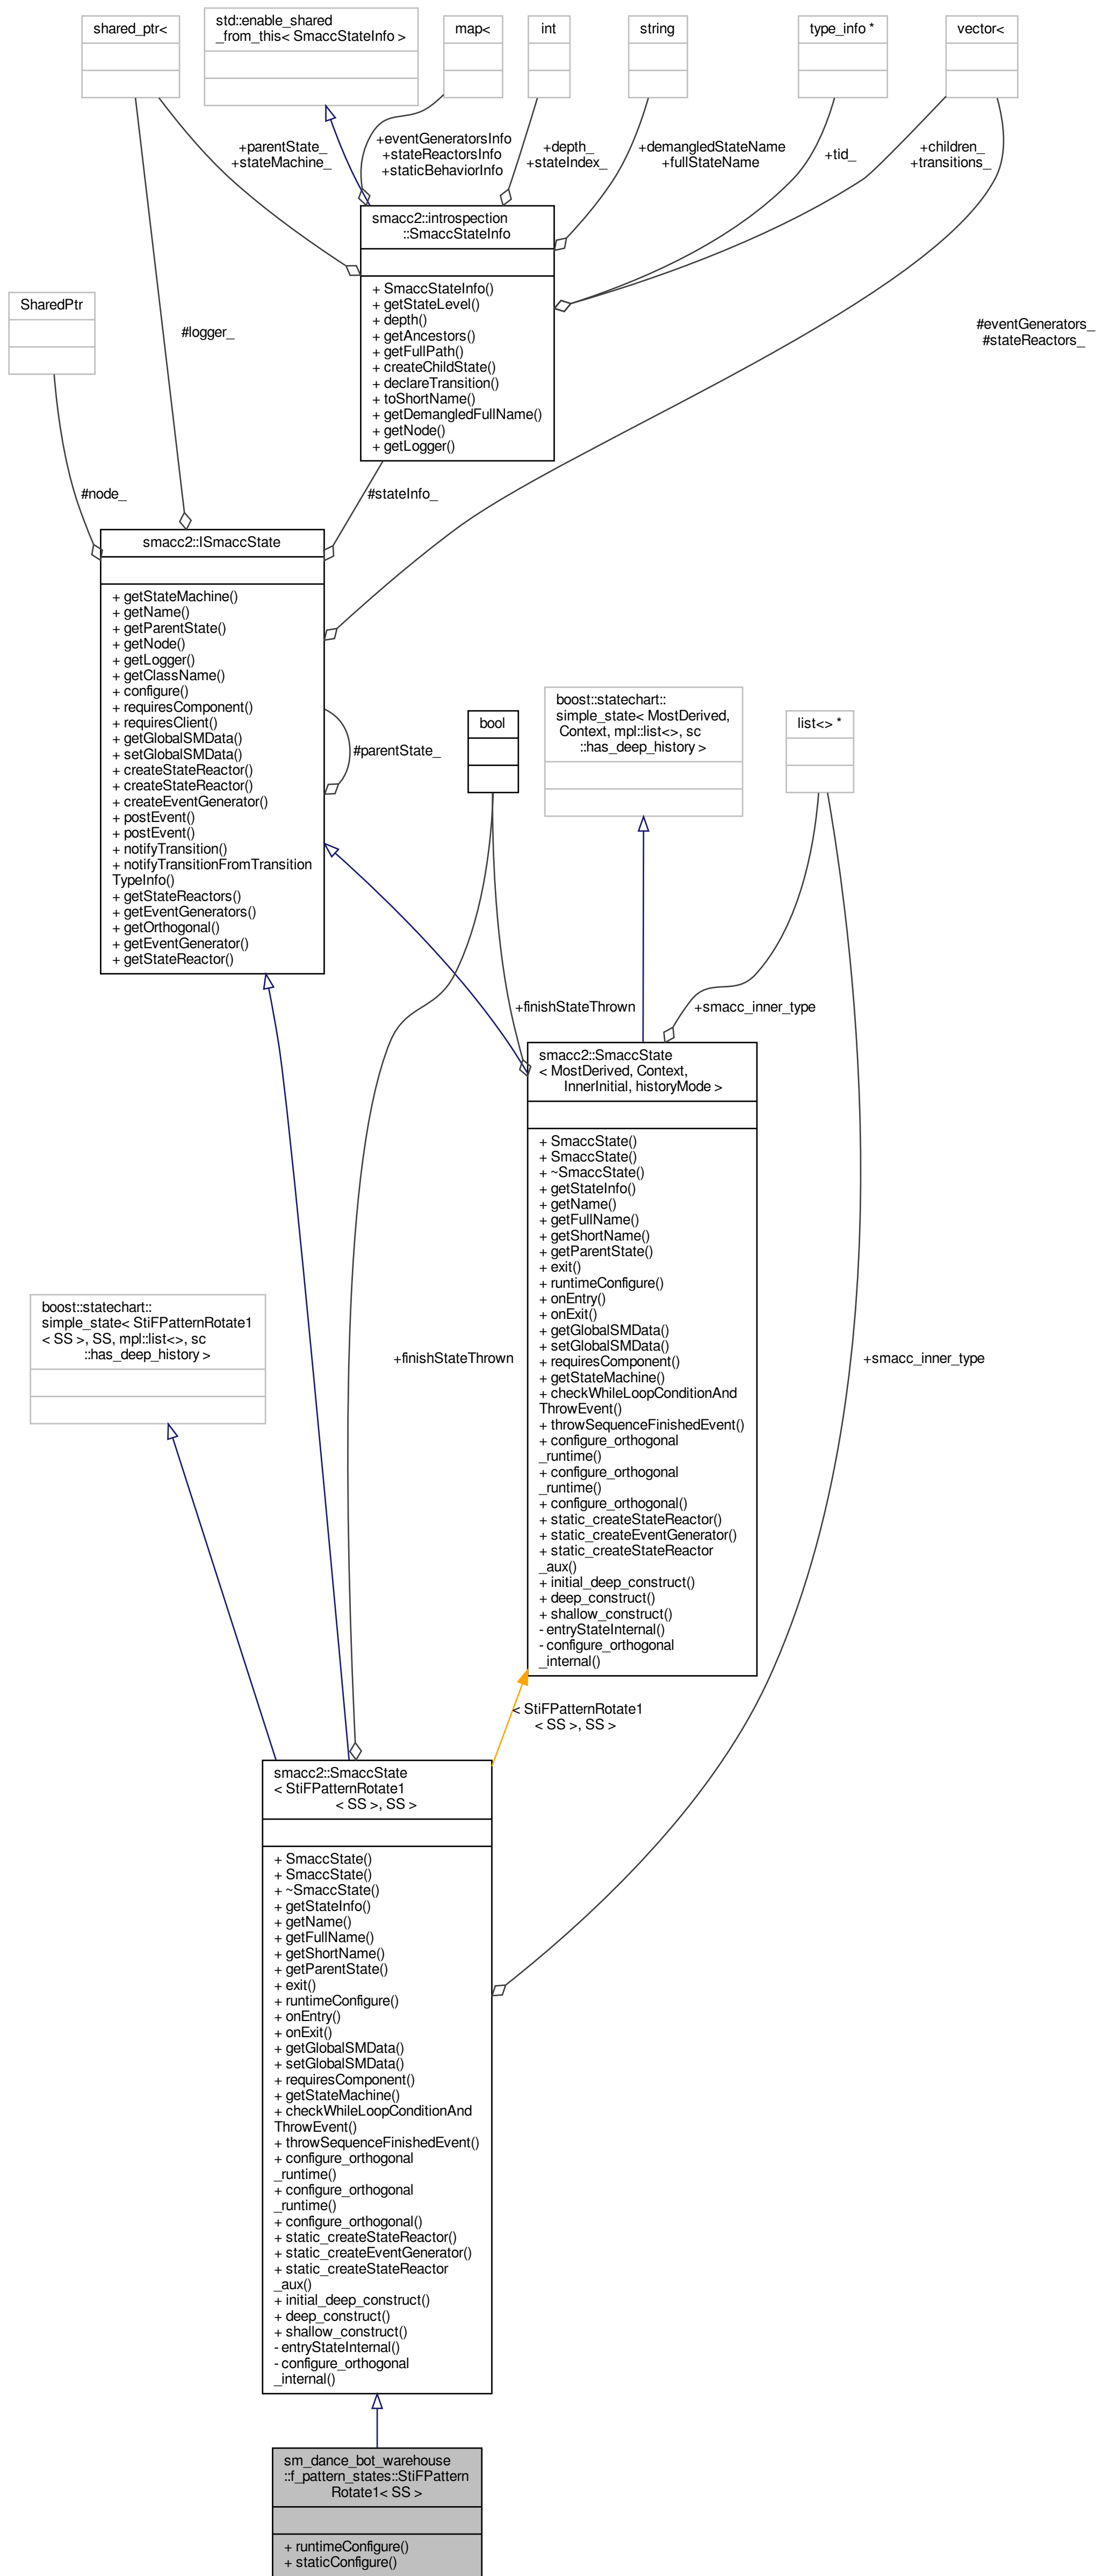 shared_ptr<
std::enable_shared
_from_this< SmaccStateInfo >
map<
int
string
type_info *
vector<
+parentState_
+stateMachine_
+eventGeneratorsInfo
+stateReactorsInfo
+staticBehaviorInfo
+depth_
+stateIndex_
+demangledStateName
+fullStateName
+tid_
+children_
+transitions_
smacc2::introspection
::SmaccStateInfo
+ SmaccStateInfo()
+ getStateLevel()
+ depth()
+ getAncestors()
+ getFullPath()
+ createChildState()
+ declareTransition()
+ toShortName()
+ getDemangledFullName()
+ getNode()
+ getLogger()
SharedPtr
#logger_
#eventGenerators_
#stateReactors_
#node_
#stateInfo_
smacc2::ISmaccState
+ getStateMachine()
+ getName()
+ getParentState()
+ getNode()
+ getLogger()
+ getClassName()
+ configure()
+ requiresComponent()
+ requiresClient()
+ getGlobalSMData()
+ setGlobalSMData()
+ createStateReactor()
+ createStateReactor()
+ createEventGenerator()
+ postEvent()
+ postEvent()
+ notifyTransition()
+ notifyTransitionFromTransition
TypeInfo()
+ getStateReactors()
+ getEventGenerators()
+ getOrthogonal()
+ getEventGenerator()
+ getStateReactor()
#parentState_
bool
boost::statechart::
simple_state< MostDerived,
Context, mpl::list<>, sc
::has_deep_history >
list<> *
+finishStateThrown
+smacc_inner_type
smacc2::SmaccState
< MostDerived, Context,
InnerInitial, historyMode >
+ SmaccState()
+ SmaccState()
+ ~SmaccState()
+ getStateInfo()
+ getName()
+ getFullName()
+ getShortName()
+ getParentState()
+ exit()
+ runtimeConfigure()
+ onEntry()
+ onExit()
+ getGlobalSMData()
+ setGlobalSMData()
+ requiresComponent()
+ getStateMachine()
+ checkWhileLoopConditionAnd
ThrowEvent()
+ throwSequenceFinishedEvent()
+ configure_orthogonal
_runtime()
+ configure_orthogonal
_runtime()
+ configure_orthogonal()
+ static_createStateReactor()
+ static_createEventGenerator()
+ static_createStateReactor
_aux()
+ initial_deep_construct()
+ deep_construct()
+ shallow_construct()
- entryStateInternal()
- configure_orthogonal
_internal()
boost::statechart::
simple_state< StiFPatternRotate1
< SS >, SS, mpl::list<>, sc
::has_deep_history >
+finishStateThrown
+smacc_inner_type
< StiFPatternRotate1
< SS >, SS >
smacc2::SmaccState
< StiFPatternRotate1
< SS >, SS >
+ SmaccState()
+ SmaccState()
+ ~SmaccState()
+ getStateInfo()
+ getName()
+ getFullName()
+ getShortName()
+ getParentState()
+ exit()
+ runtimeConfigure()
+ onEntry()
+ onExit()
+ getGlobalSMData()
+ setGlobalSMData()
+ requiresComponent()
+ getStateMachine()
+ checkWhileLoopConditionAnd
ThrowEvent()
+ throwSequenceFinishedEvent()
+ configure_orthogonal
_runtime()
+ configure_orthogonal
_runtime()
+ configure_orthogonal()
+ static_createStateReactor()
+ static_createEventGenerator()
+ static_createStateReactor
_aux()
+ initial_deep_construct()
+ deep_construct()
+ shallow_construct()
- entryStateInternal()
- configure_orthogonal
_internal()
sm_dance_bot_warehouse
::f_pattern_states::StiFPattern
Rotate1< SS >
+ runtimeConfigure()
+ staticConfigure()